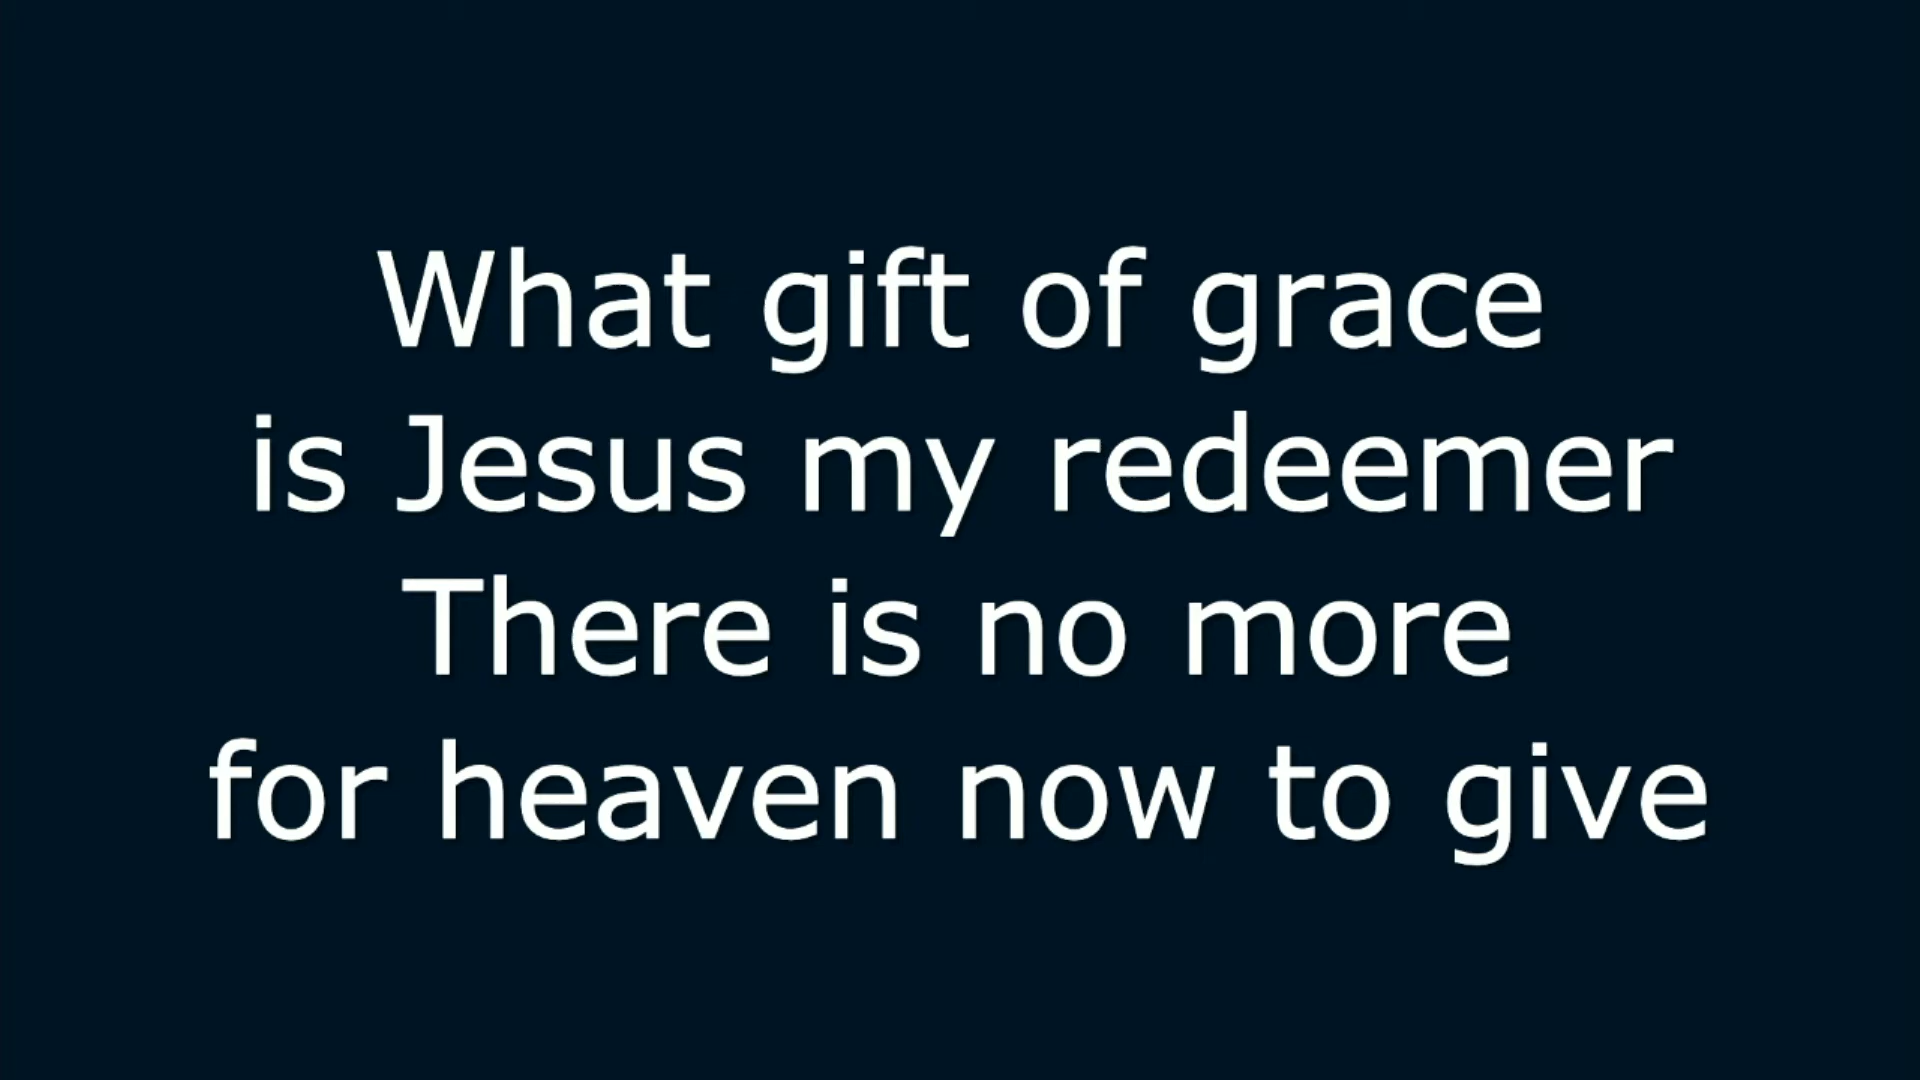 What gift of grace
is Jesus my redeemer
There is no more
for heaven now to give